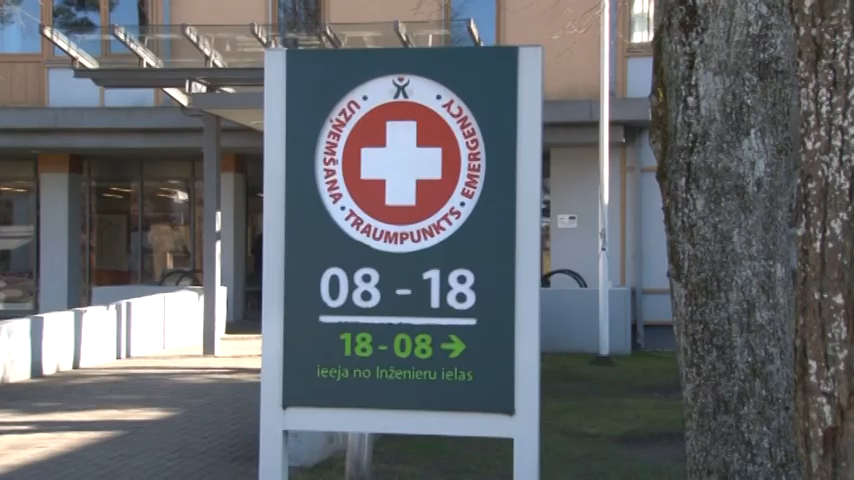 UZŅEMŠANA • TRAUMPUNKTS • EMERGENCY
08 - 18
18 - 08 →
ieeja no Inženieru ielas